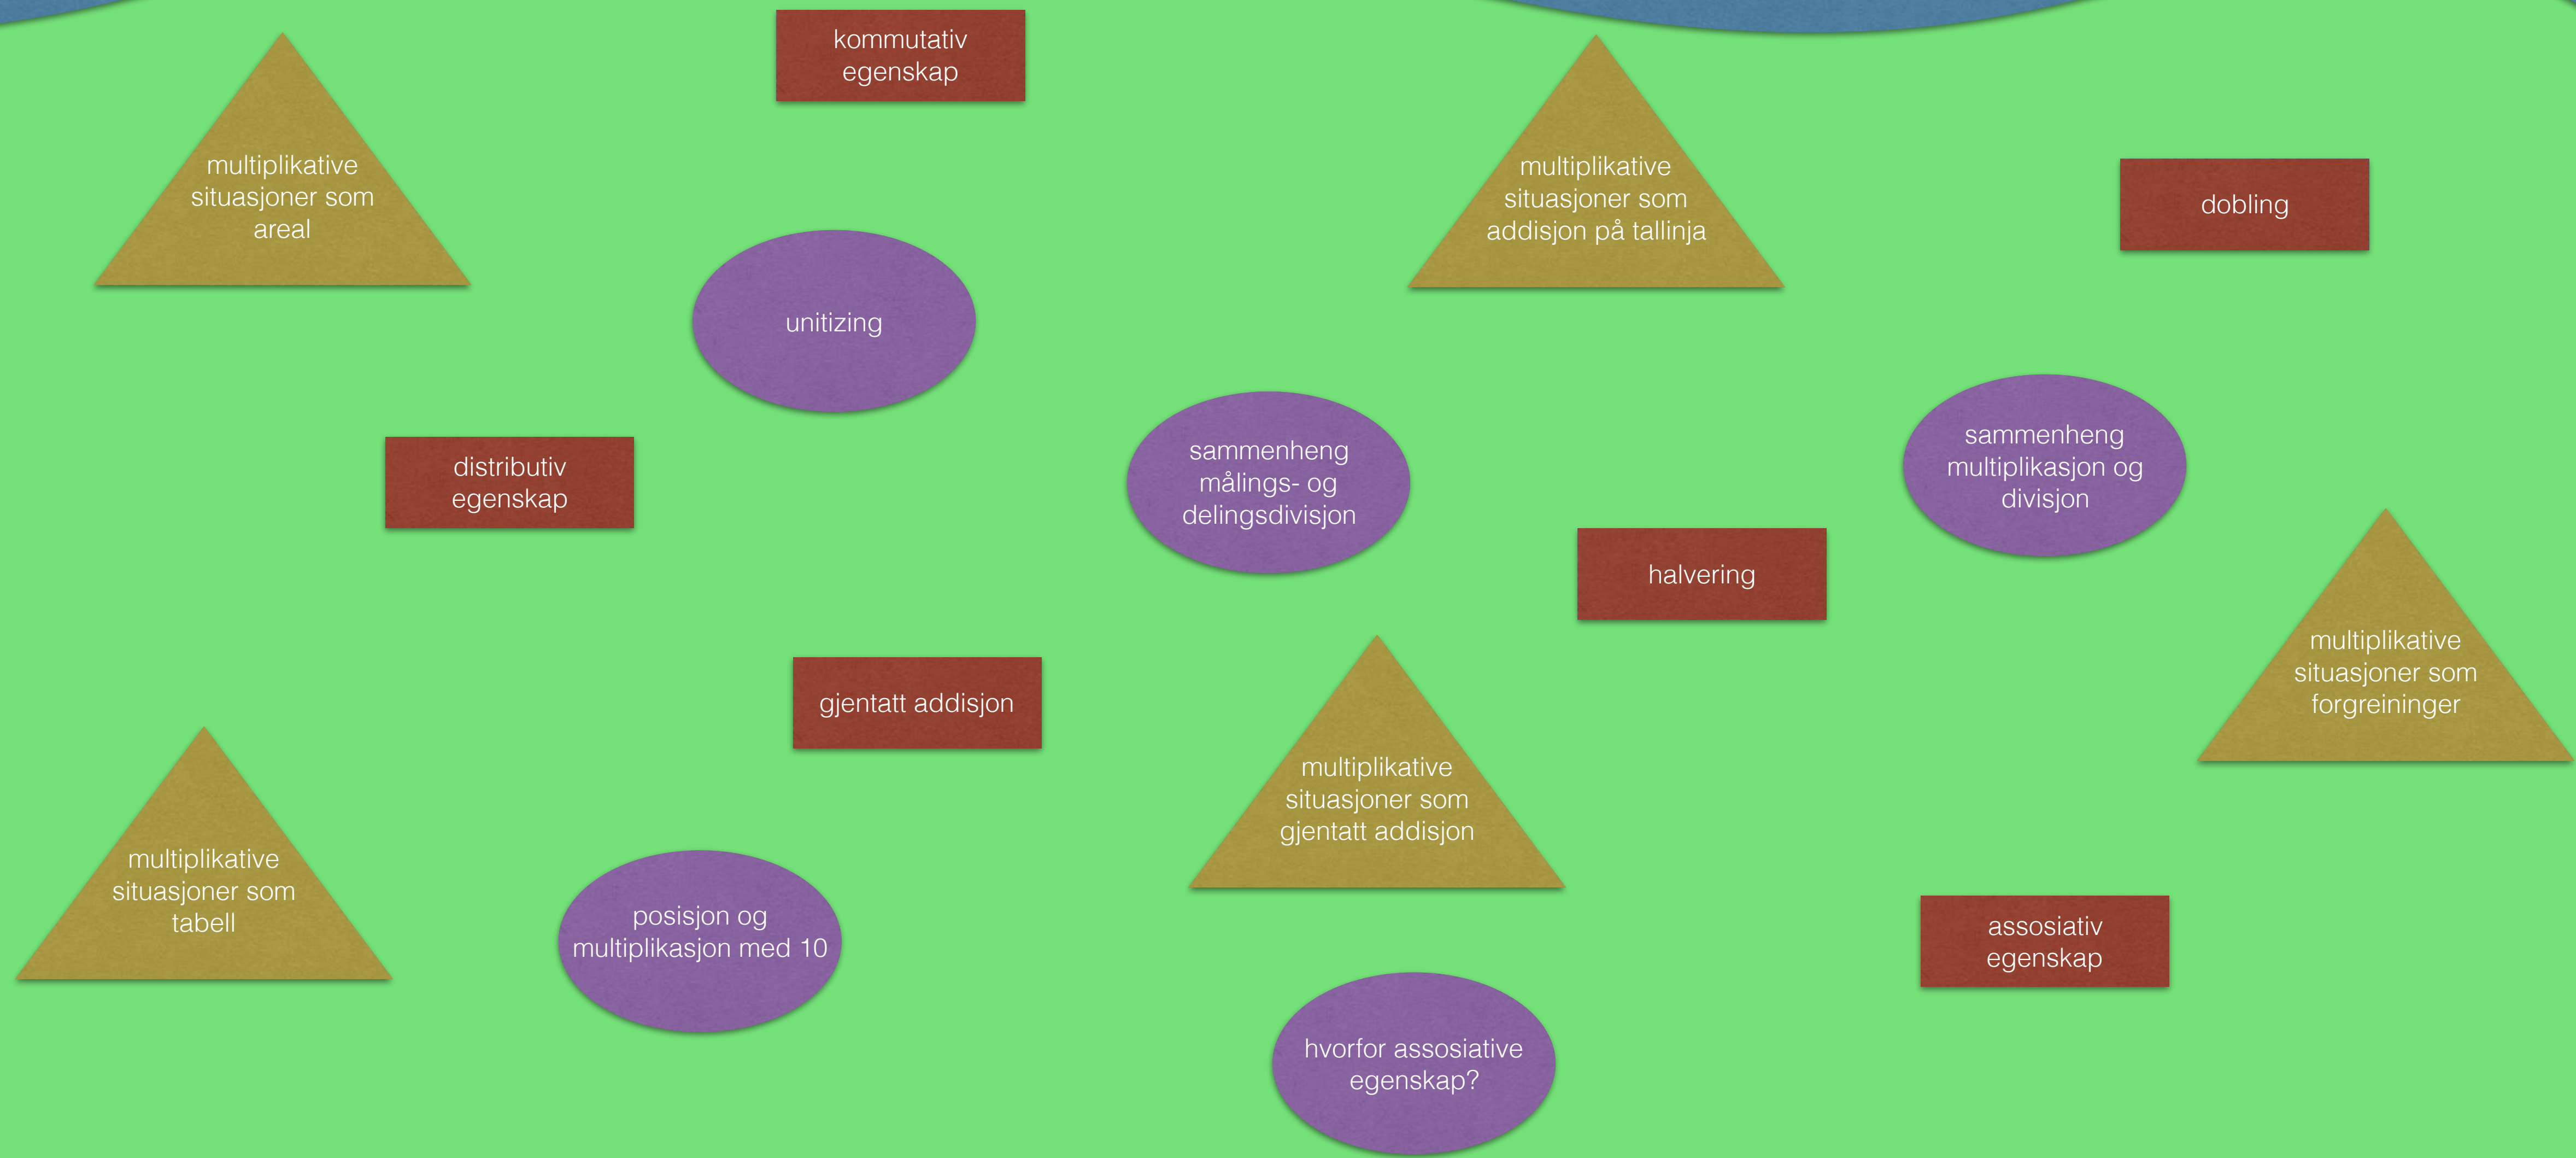 kommutativ
egenskap
multiplikative
situasjoner som
areal
multiplikative
situasjoner som
addisjon på tallinja
dobling
unitizing
sammenheng
målings- og
delingsdivisjon
sammenheng
multiplikasjon og
divisjon
distributiv
egenskap
halvering
multiplikative
situasjoner som
forgreininger
gjentatt addisjon
multiplikative
situasjoner som
gjentatt addisjon
multiplikative
situasjoner som
tabell
posisjon og
multiplikasjon med 10
assosiativ
egenskap
hvorfor assosiative
egenskap?